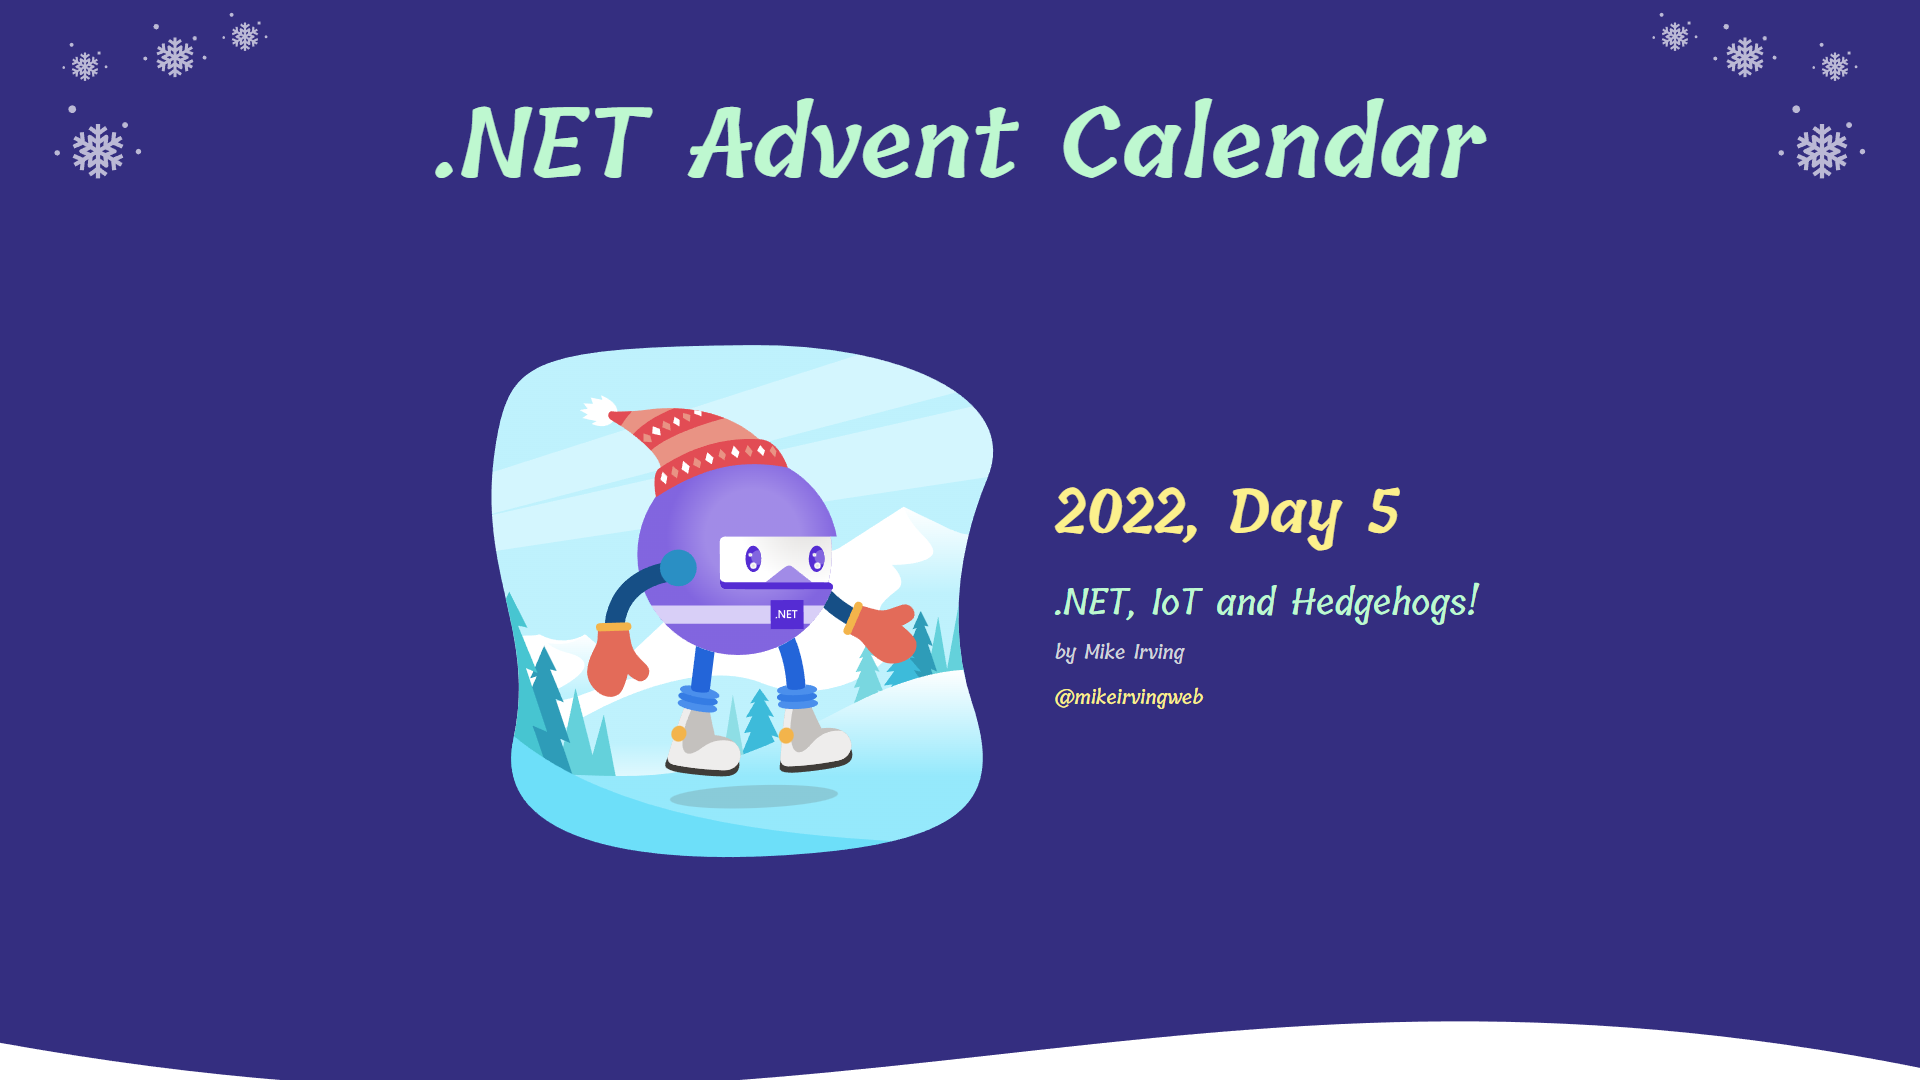 .NET Advent Calendar
.NET
2022, Day 5
.NET, IoT and Hedgehogs!
by Mike Irving
@mikeirvingweb